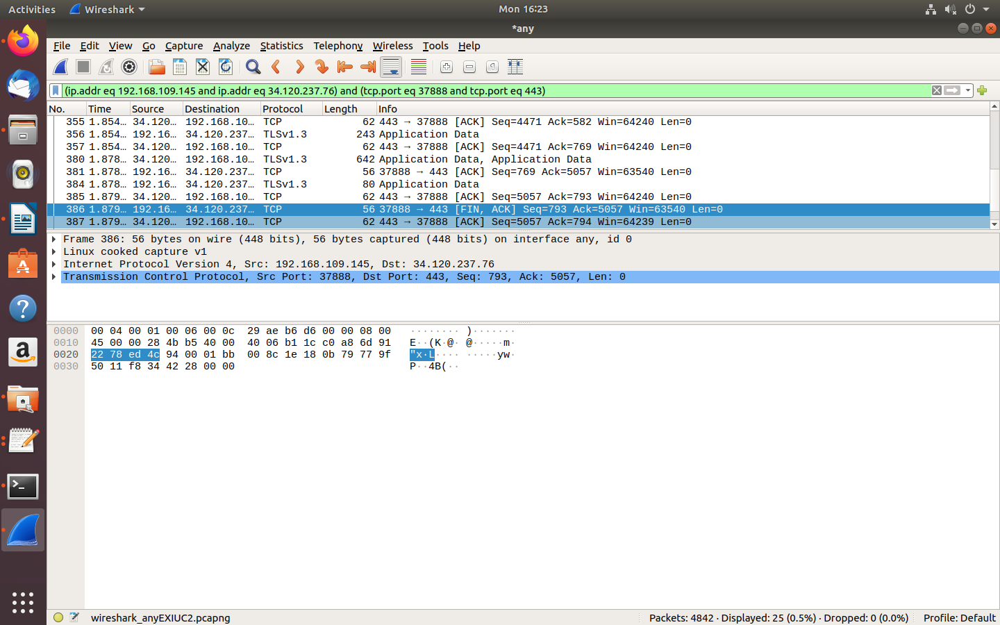 Activities Wireshark Mon 16:23
*any
File Edit View Go Capture Analyze Statistics Telephony Wireless Tools Help
(ip.addr eq 192.168.109.145 and ip.addr eq 34.120.237.76) and (tcp.port eq 37888 and tcp.port eq 443)
No. Time Source Destination Protocol Length Info
355 1.854… 34.120… 192.168.10… TCP 62 443 → 37888 [ACK] Seq=4471 Ack=582 Win=64240 Len=0
356 1.854… 192.16… 34.120.237… TLSv1.3 243 Application Data
357 1.854… 34.120… 192.168.10… TCP 62 443 → 37888 [ACK] Seq=4471 Ack=769 Win=64240 Len=0
380 1.878… 34.120… 192.168.10… TLSv1.3 642 Application Data, Application Data
381 1.878… 192.16… 34.120.237… TCP 56 37888 → 443 [ACK] Seq=769 Ack=5057 Win=63540 Len=0
384 1.878… 192.16… 34.120.237… TLSv1.3 80 Application Data
385 1.879… 34.120… 192.168.10… TCP 62 443 → 37888 [ACK] Seq=5057 Ack=793 Win=64240 Len=0
386 1.879… 192.16… 34.120.237… TCP 56 37888 → 443 [FIN, ACK] Seq=793 Ack=5057 Win=63540 Len=0
387 1.879… 34.120… 192.168.10… TCP 62 443 → 37888 [ACK] Seq=5057 Ack=794 Win=64239 Len=0
Frame 386: 56 bytes on wire (448 bits), 56 bytes captured (448 bits) on interface any, id 0
Linux cooked capture v1
Internet Protocol Version 4, Src: 192.168.109.145, Dst: 34.120.237.76
Transmission Control Protocol, Src Port: 37888, Dst Port: 443, Seq: 793, Ack: 5057, Len: 0
0000 00 04 00 01 00 06 00 0c 29 ae b6 d6 00 00 08 00 ········ )·······
0010 45 00 00 28 4b b5 40 00 40 06 b1 1c c0 a8 6d 91 E··(K·@· @·····m·
0020 22 78 ed 4c 94 00 01 bb 00 8c 1e 18 0b 79 77 9f "x·L···· ·····yw·
0030 50 11 f8 34 42 28 00 00 P··4B(··
wireshark_anyEXIUC2.pcapng Packets: 4842 · Displayed: 25 (0.5%) · Dropped: 0 (0.0%) Profile: Default